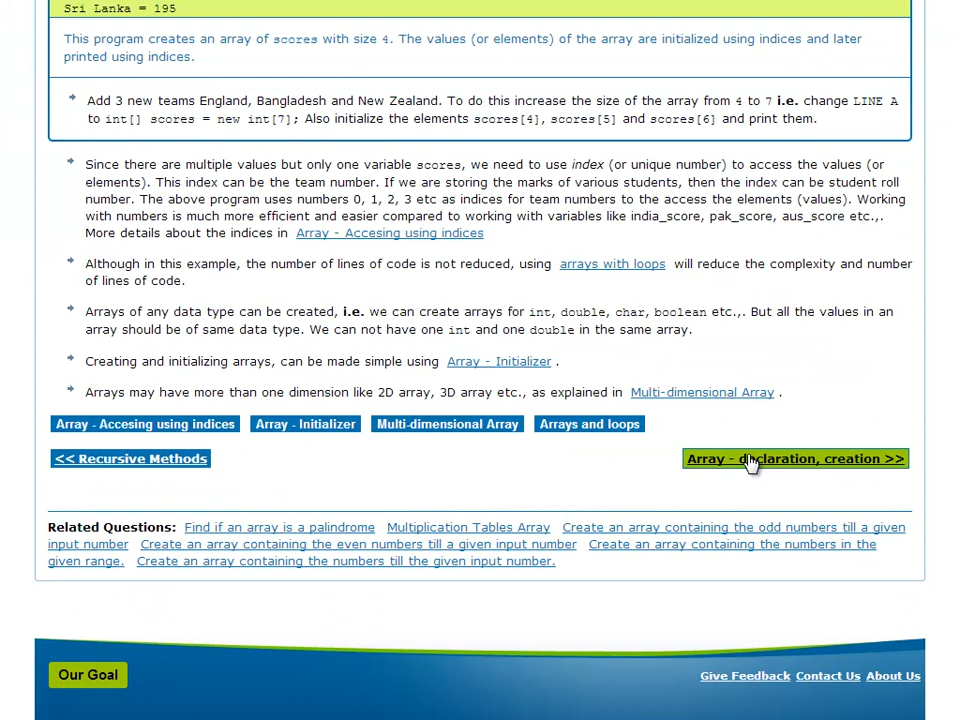 Sri Lanka = 195
This program creates an array of scores with size 4. The values (or elements) of the array are initialized using indices and later
printed using indices.
Add 3 new teams England, Bangladesh and New Zealand. To do this increase the size of the array from 4 to 7 i.e. change LINE A
to int[] scores = new int[7]; Also initialize the elements scores[4], scores[5] and scores[6] and print them.
Since there are multiple values but only one variable scores, we need to use index (or unique number) to access the values (or
elements). This index can be the team number. If we are storing the marks of various students, then the index can be student roll
number. The above program uses numbers 0, 1, 2, 3 etc as indices for team numbers to the access the elements (values). Working
with numbers is much more efficient and easier compared to working with variables like india_score, pak_score, aus_score etc.,.
More details about the indices in Array - Accesing using indices
Although in this example, the number of lines of code is not reduced, using arrays with loops will reduce the complexity and number
of lines of code.
Arrays of any data type can be created, i.e. we can create arrays for int, double, char, boolean etc.,. But all the values in an
array should be of same data type. We can not have one int and one double in the same array.
Creating and initializing arrays, can be made simple using Array - Initializer .
Arrays may have more than one dimension like 2D array, 3D array etc., as explained in Multi-dimensional Array .
Array - Accesing using indices Array - Initializer Multi-dimensional Array Arrays and loops
<< Recursive Methods Array - declaration, creation >>
Related Questions: Find if an array is a palindrome Multiplication Tables Array Create an array containing the odd numbers till a given
input number Create an array containing the even numbers till a given input number Create an array containing the numbers in the
given range. Create an array containing the numbers till the given input number.
Our Goal Give Feedback Contact Us About Us